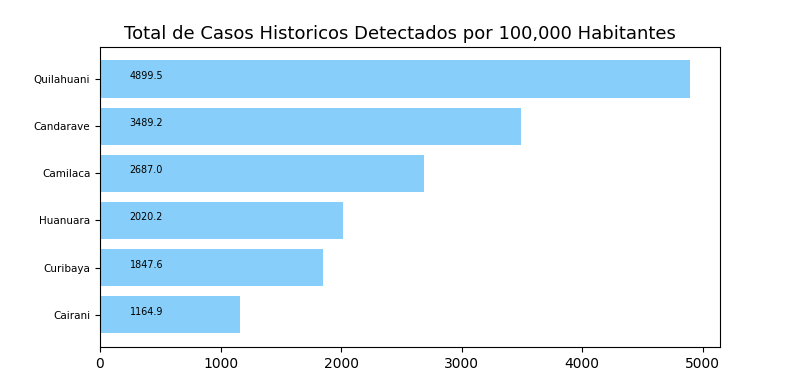 Total de Casos Historicos Detectados por 100,000 Habitantes
Quilahuani 4899.5
Candarave 3489.2
Camilaca 2687.0
Huanuara 2020.2
Curibaya 1847.6
Cairani 1164.9
0 1000 2000 3000 4000 5000